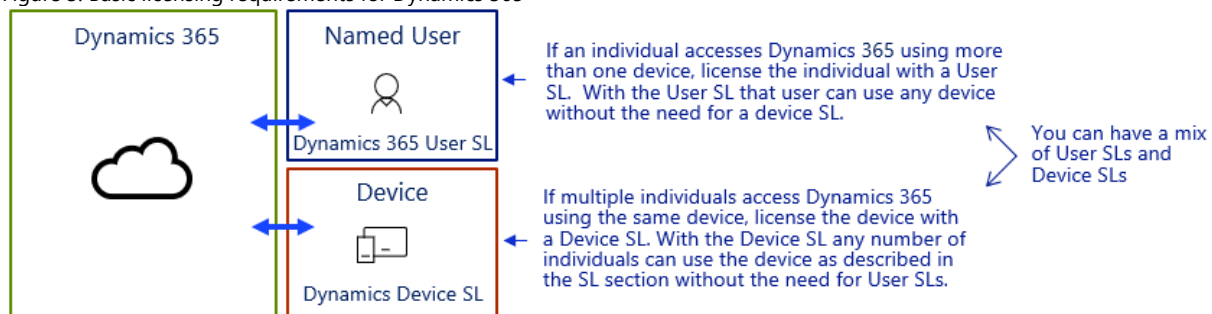 Dynamics 365
Named User
Dynamics 365 User SL
If an individual accesses Dynamics 365 using more
than one device, license the individual with a User
SL. With the User SL that user can use any device
without the need for a device SL.
You can have a mix
of User SLs and
Device SLs
Device
Dynamics Device SL
If multiple individuals access Dynamics 365
using the same device, license the device with
a Device SL. With the Device SL any number of
individuals can use the device as described in
the SL section without the need for User SLs.